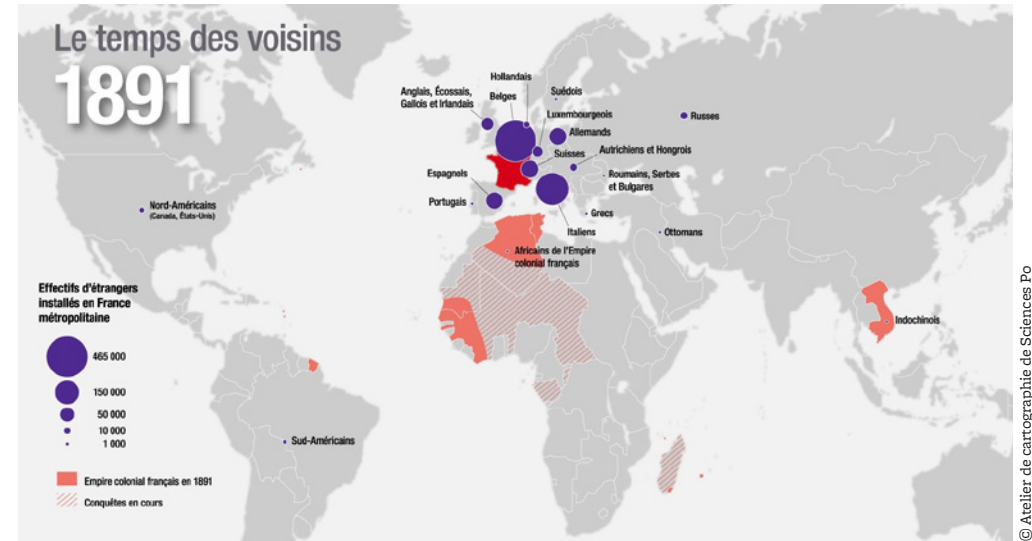 Le temps des voisins
1891
Hollandais
Anglais, Écossais,
Gallois et Irlandais
Belges
Suédois
Luxembourgeois
Allemands
Russes
Suisses
Autrichiens et Hongrois
Espagnols
Roumains, Serbes
et Bulgares
Portugais
Grecs
Nord-Américains
(Canada, États-Unis)
Italiens
Ottomans
Africains de l'Empire
colonial français
Effectifs d'étrangers
installés en France
métropolitaine
465 000
150 000
50 000
10 000
1 000
Indochinois
Sud-Américains
Empire colonial français en 1891
Conquêtes en cours
© Atelier de cartographie de Sciences Po